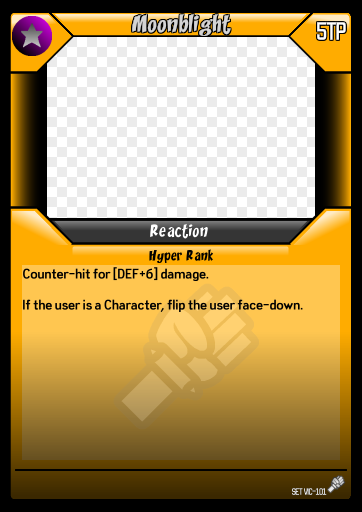 Moonblight
5TP
Reaction
Hyper Rank
Counter-hit for [DEF+6] damage.
If the user is a Character, flip the user face-down.
SET VIC-101